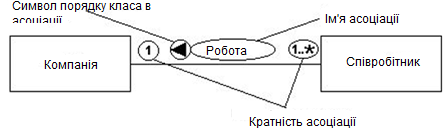 Символ порядку класа в
асоціації
Ім'я асоціації
1
Робота
1..*
Компанія
Співробітник
Кратність асоціації